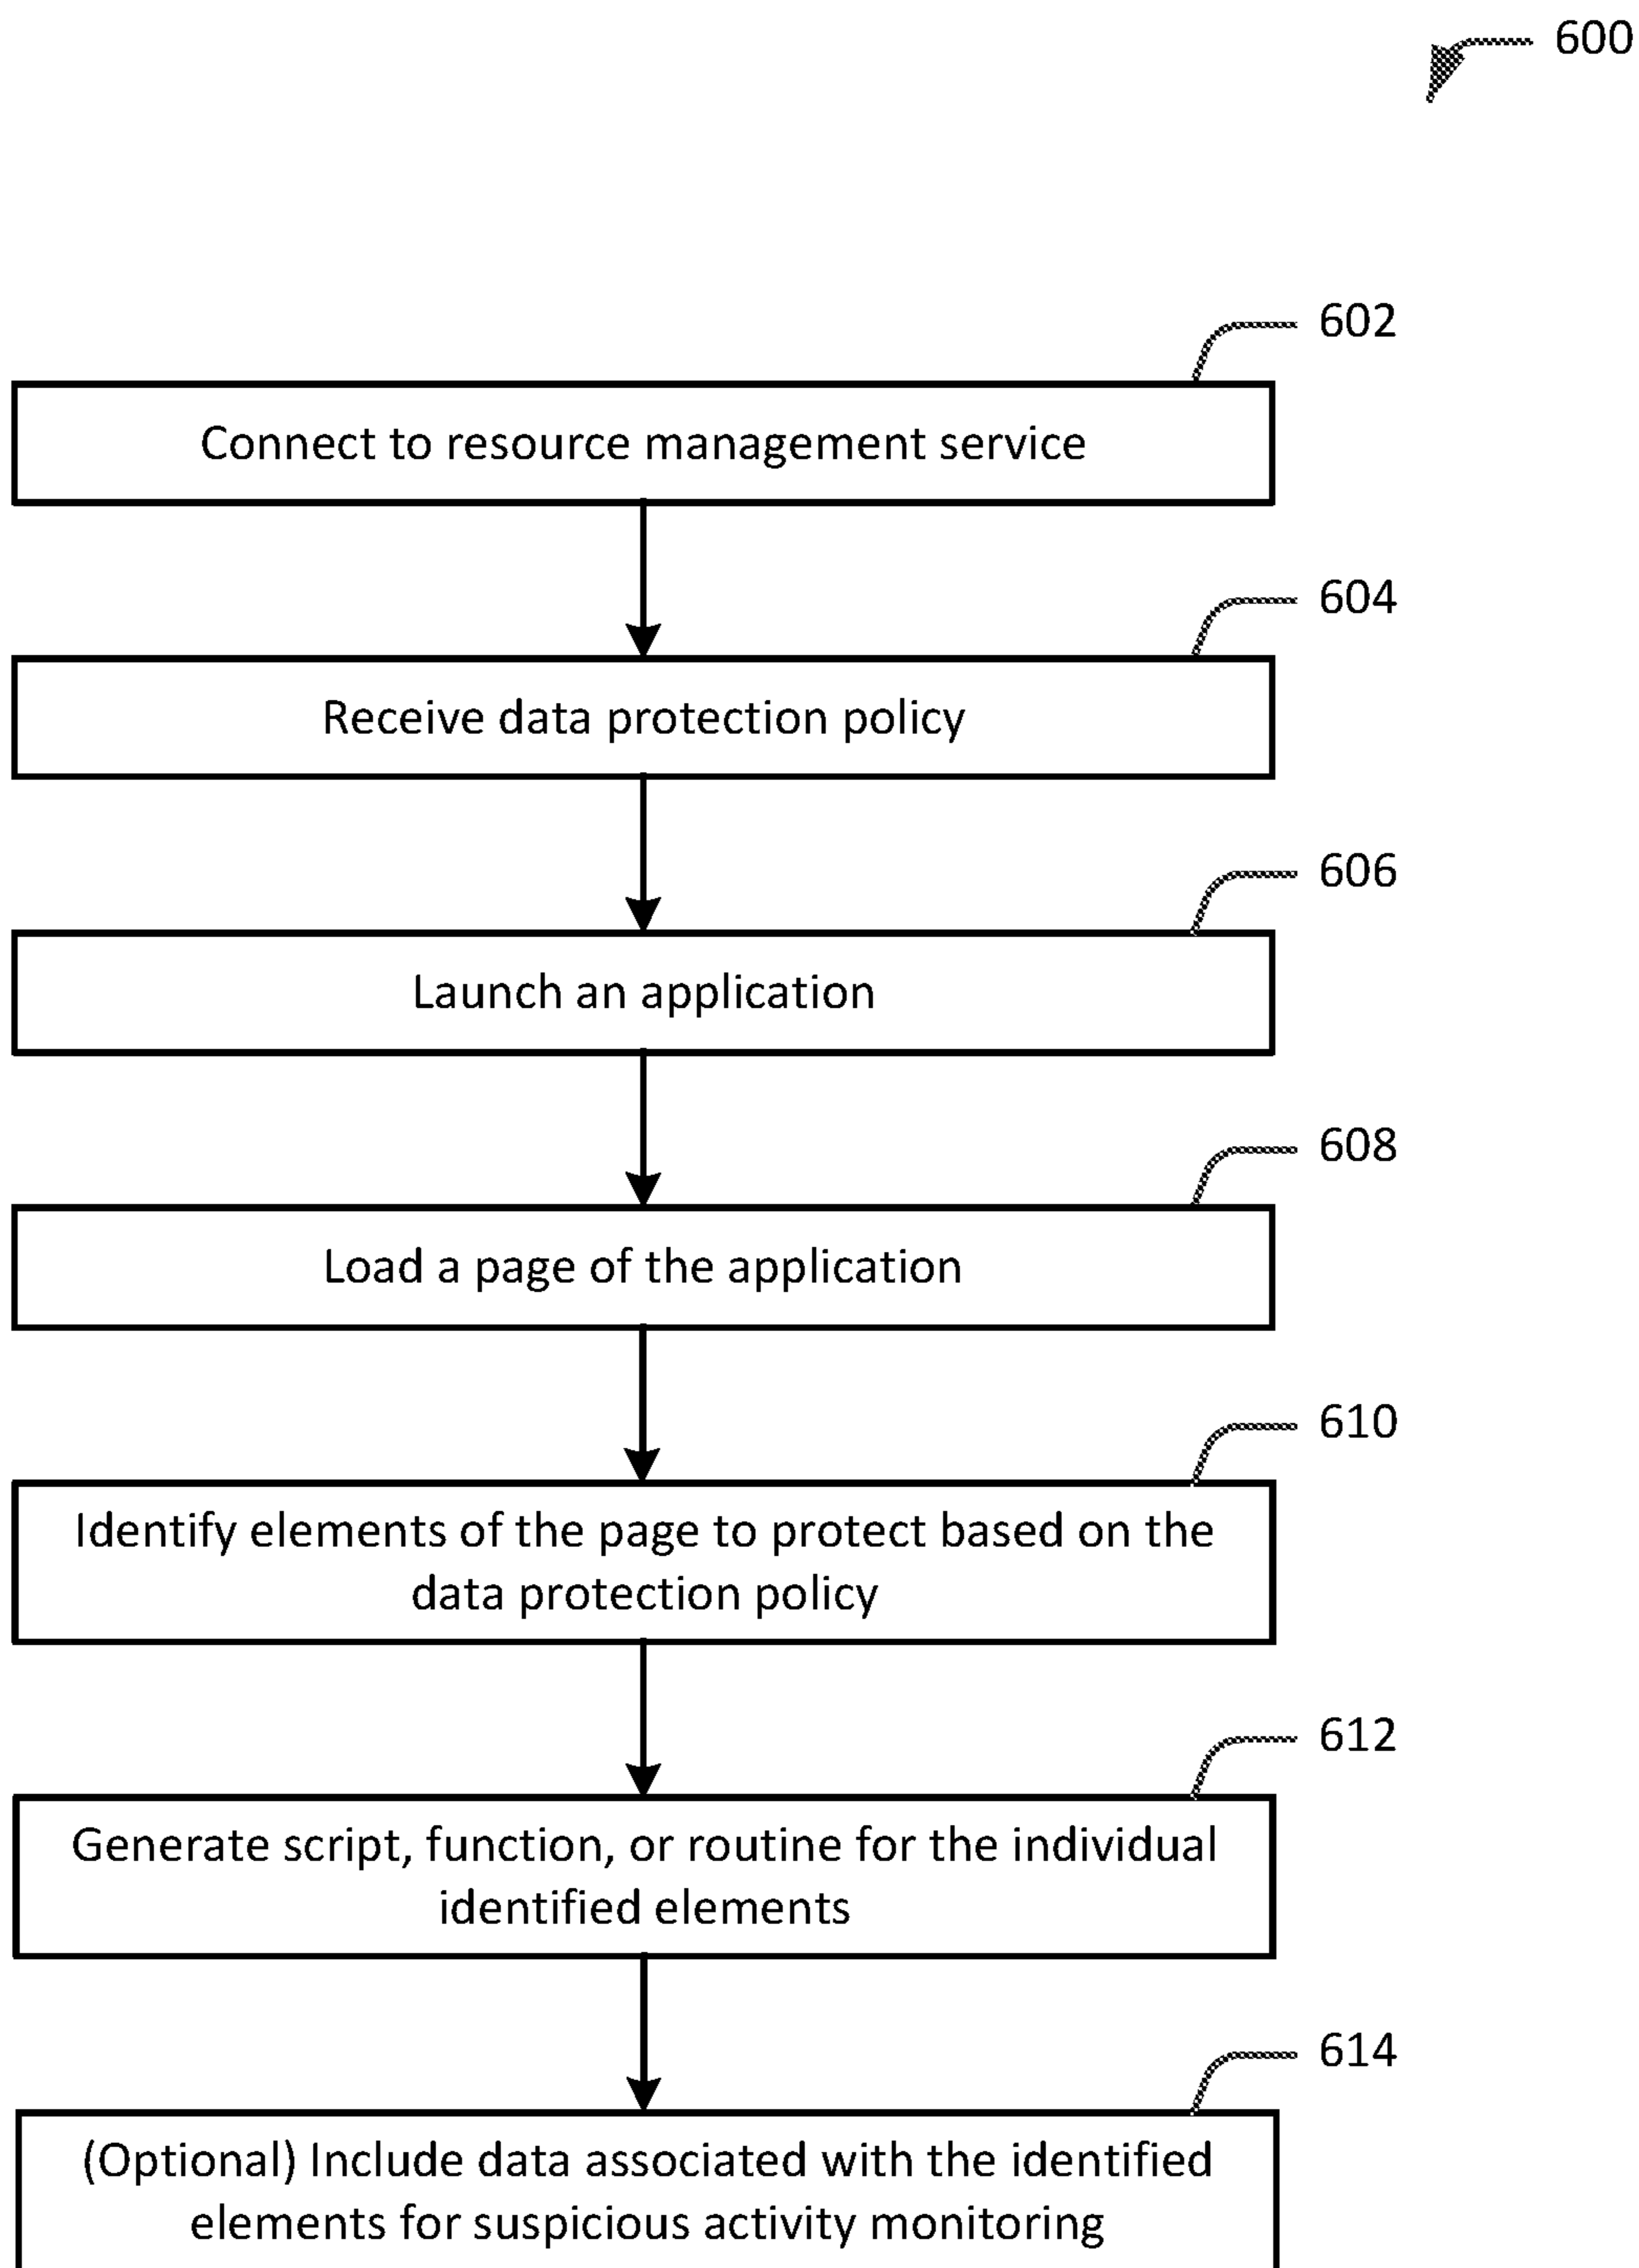 600
602
Connect to resource management service
604
Receive data protection policy
606
Launch an application
608
Load a page of the application
610
Identify elements of the page to protect based on the
data protection policy
612
Generate script, function, or routine for the individual
identified elements
614
(Optional) Include data associated with the identified
elements for suspicious activity monitoring